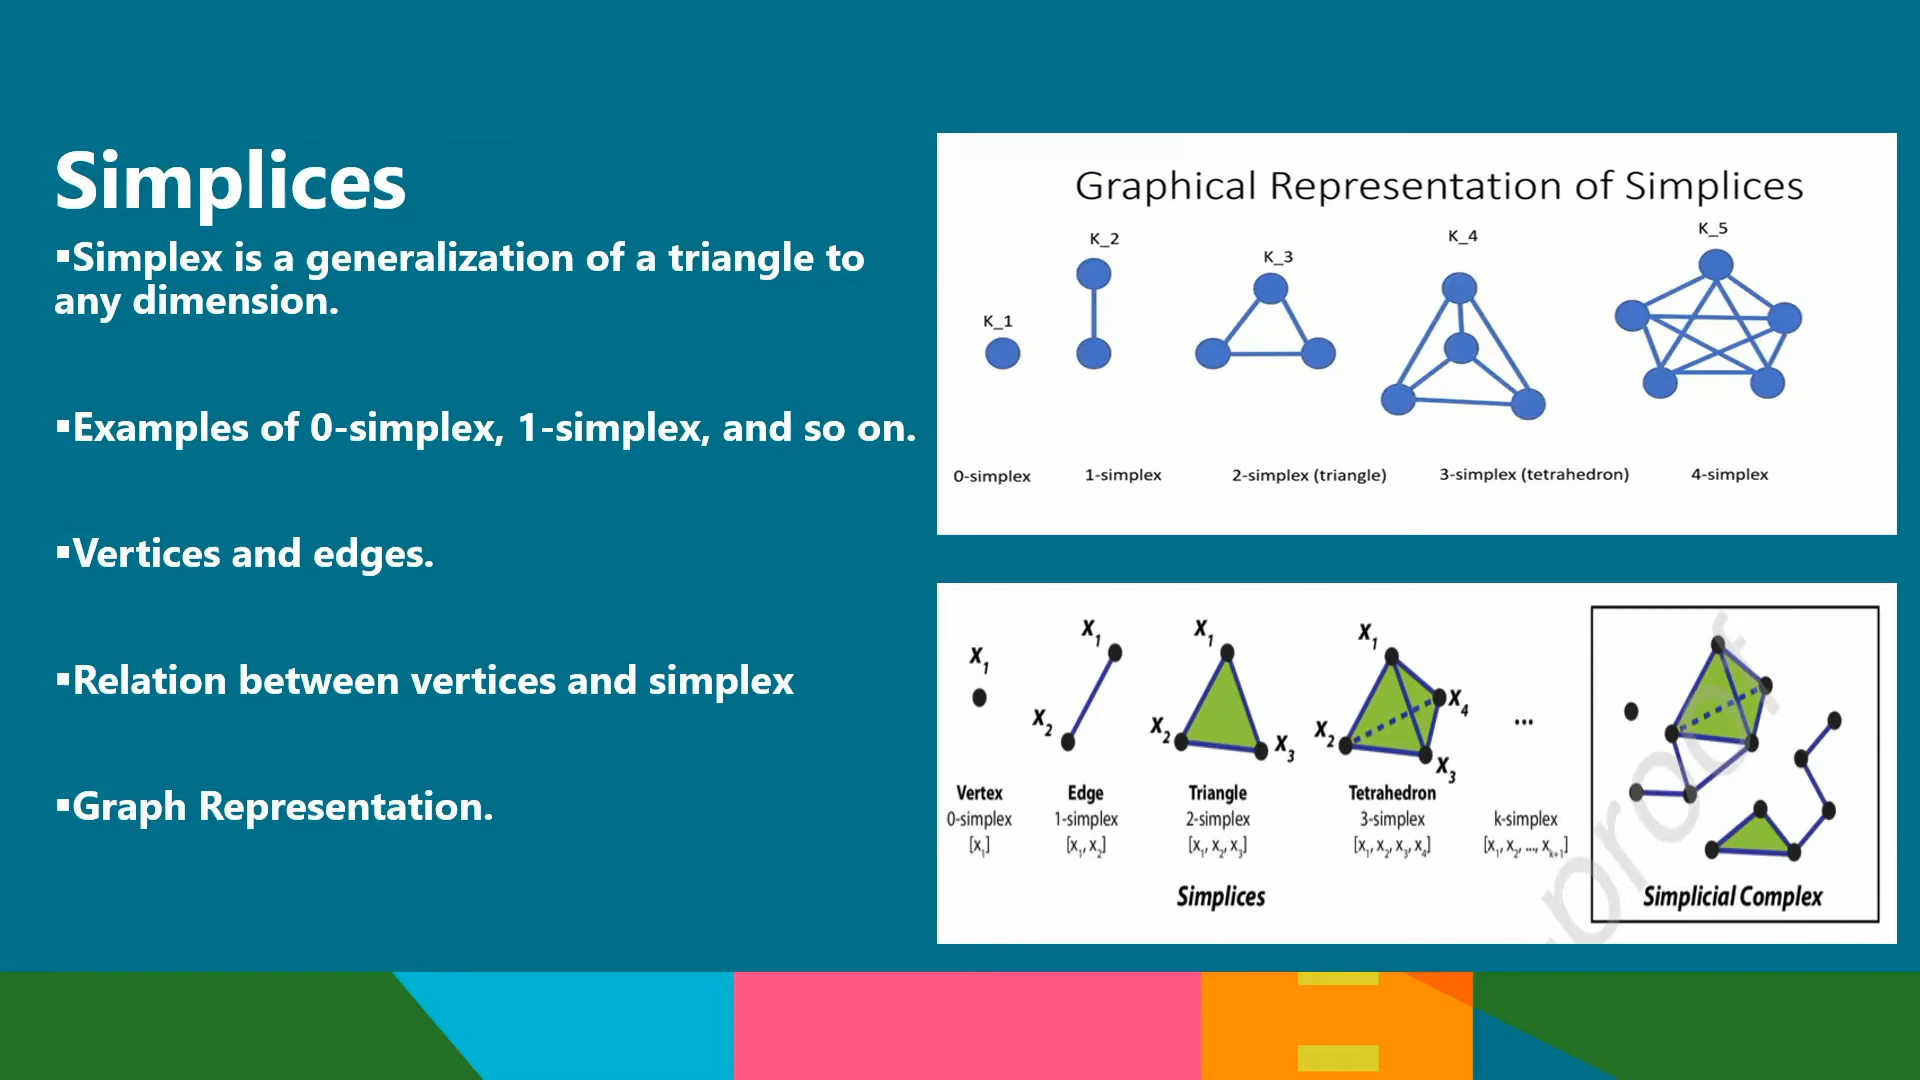 Simplices
▪Simplex is a generalization of a triangle to
any dimension.
▪Examples of 0-simplex, 1-simplex, and so on.
▪Vertices and edges.
▪Relation between vertices and simplex
▪Graph Representation.
Graphical Representation of Simplices
K_1 K_2 K_3 K_4 K_5
0-simplex 1-simplex 2-simplex (triangle) 3-simplex (tetrahedron) 4-simplex
X₁
X₁ X₂
X₁ X₂ X₃
X₁ X₂ X₃ X₄
...
Vertex Edge Triangle Tetrahedron
0-simplex 1-simplex 2-simplex 3-simplex k-simplex
[x₁] [x₁, x₂] [x₁, x₂, x₃] [x₁, x₂, x₃, x₄] [x₁, x₂, ..., xₖ₊₁]
Simplices
Simplicial Complex
proof